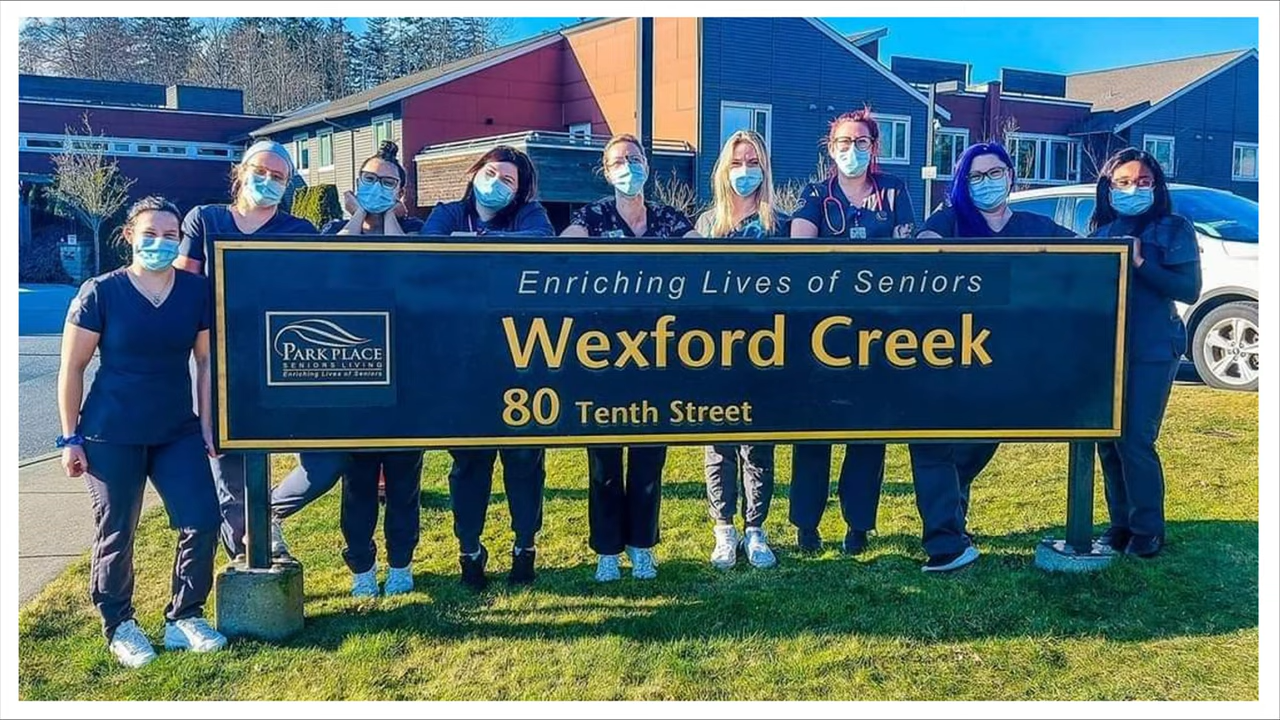 Enriching Lives of Seniors
Wexford Creek
80 Tenth Street
PARK PLACE
SENIORS LIVING
Enriching Lives of Seniors